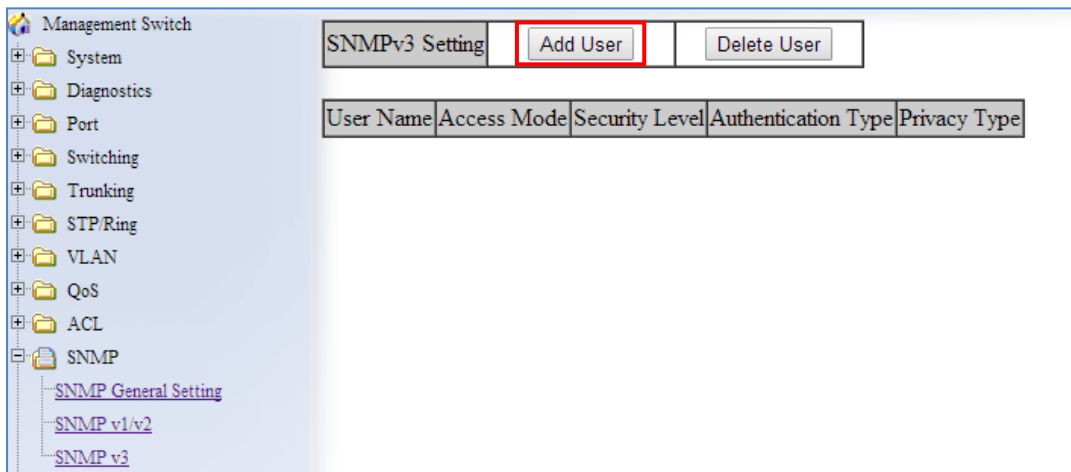 Management Switch
System
Diagnostics
Port
Switching
Trunking
STP/Ring
VLAN
QoS
ACL
SNMP
SNMP General Setting
SNMP v1/v2
SNMP v3
SNMPv3 Setting Add User Delete User
User Name Access Mode Security Level Authentication Type Privacy Type